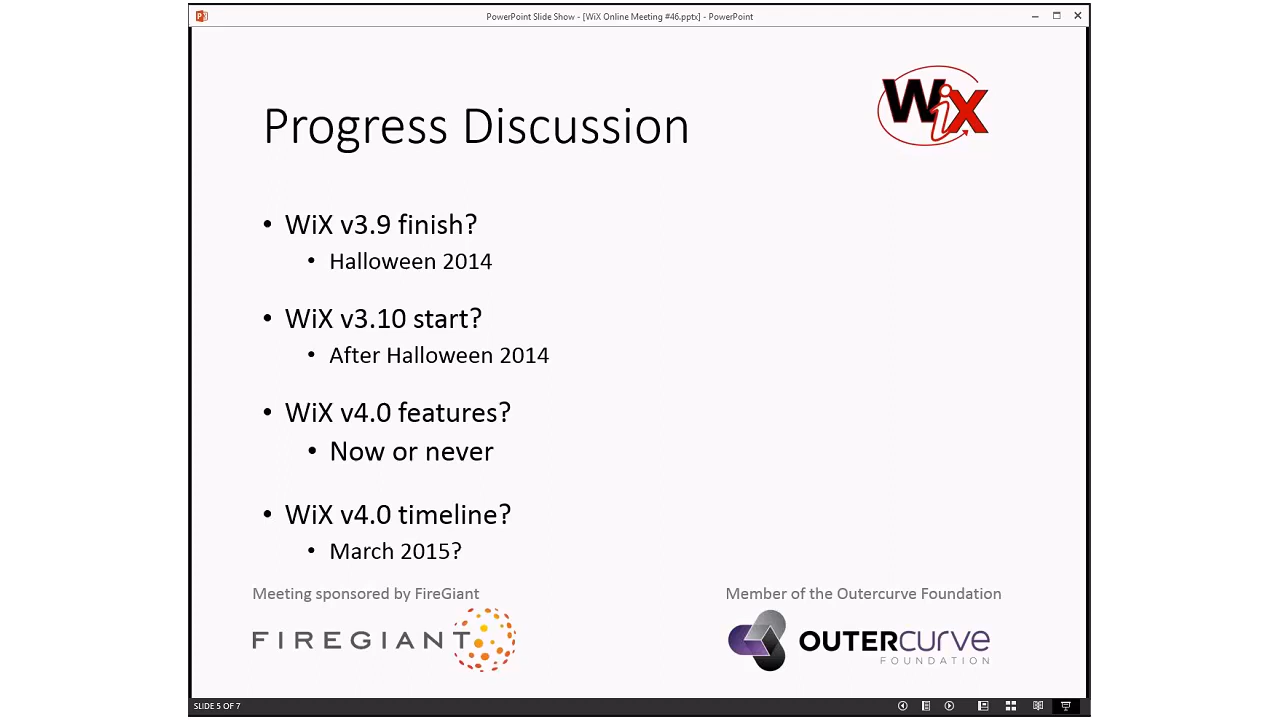 PowerPoint Slide Show - [WiX Online Meeting #46.pptx] - PowerPoint
WiX
Progress Discussion
• WiX v3.9 finish?
• Halloween 2014
• WiX v3.10 start?
• After Halloween 2014
• WiX v4.0 features?
• Now or never
• WiX v4.0 timeline?
• March 2015?
Meeting sponsored by FireGiant
FIREGIANT
Member of the Outercurve Foundation
OUTERCURVE
FOUNDATION
SLIDE 5 OF 7